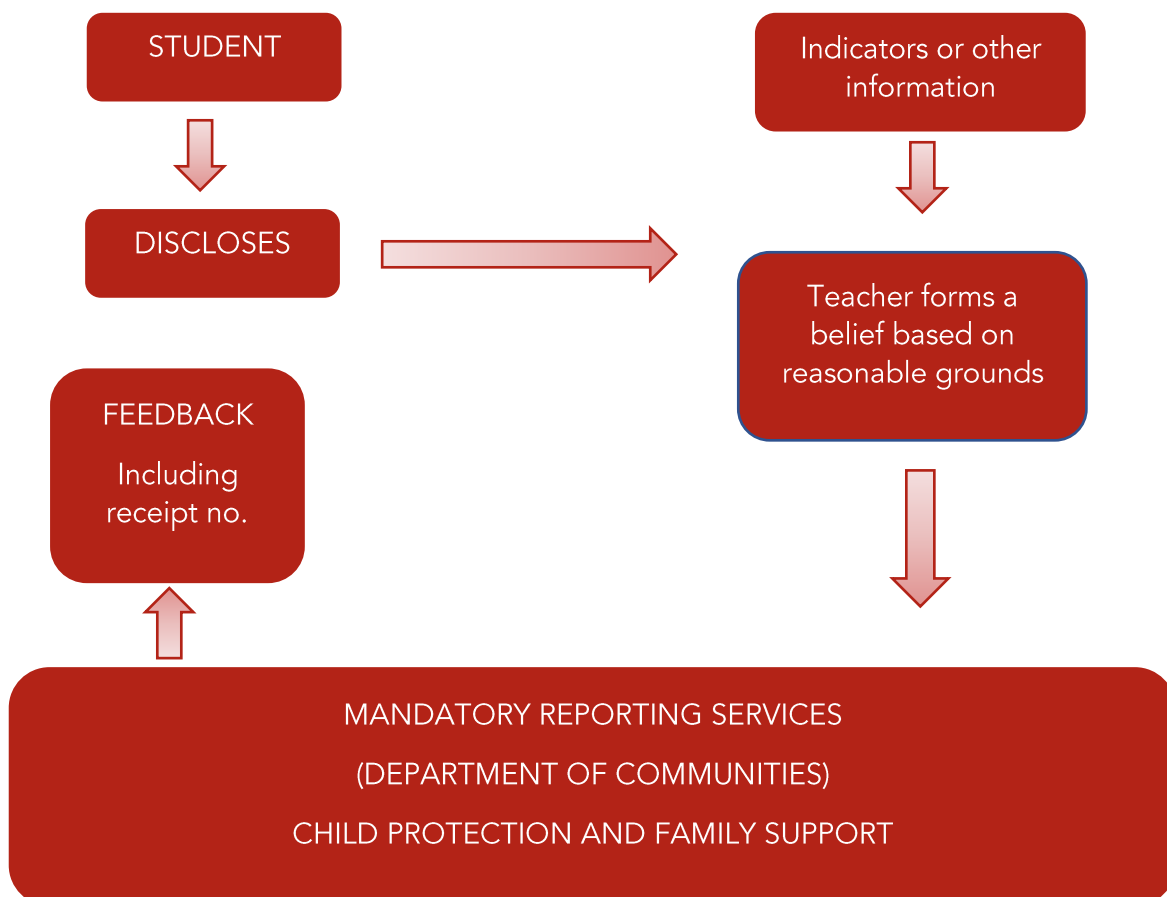 STUDENT
Indicators or other
information
DISCLOSES
Teacher forms a
belief based on
reasonable grounds
FEEDBACK
Including
receipt no.
MANDATORY REPORTING SERVICES
(DEPARTMENT OF COMMUNITIES)
CHILD PROTECTION AND FAMILY SUPPORT